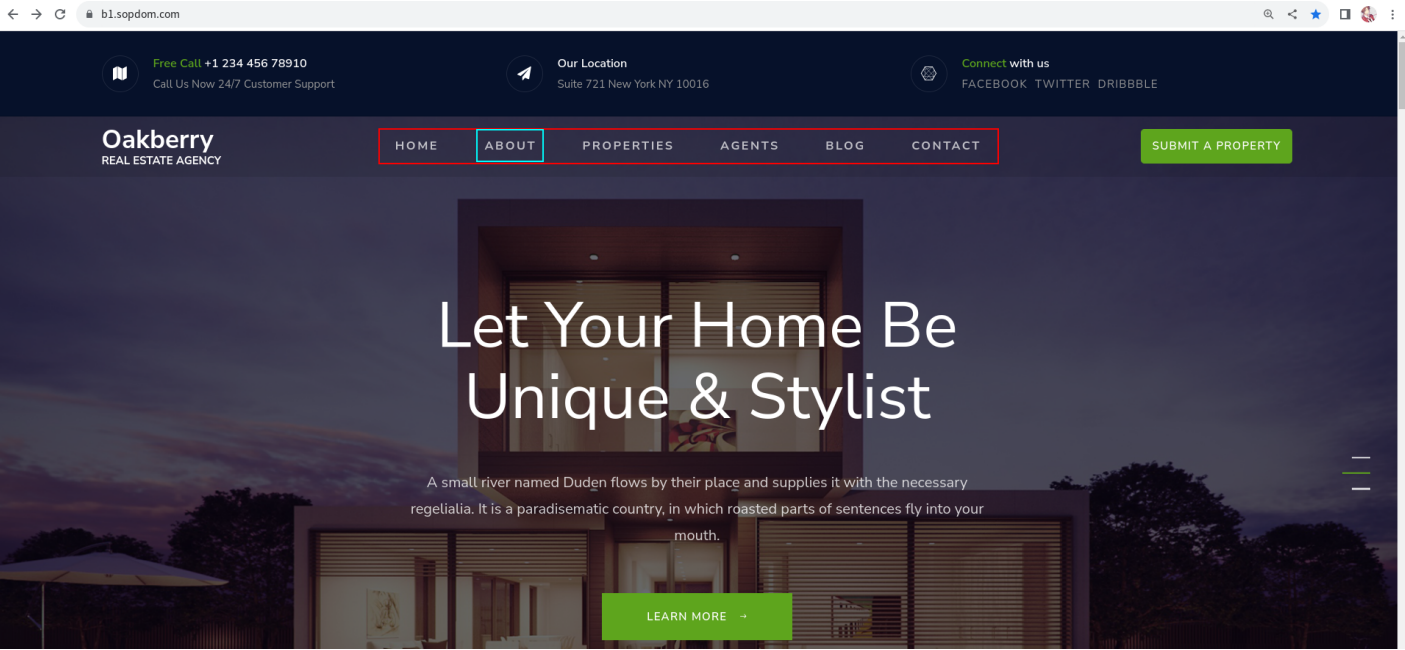 b1.sopdom.com
Free Call +1 234 456 78910
Call Us Now 24/7 Customer Support
Our Location
Suite 721 New York NY 10016
Connect with us
FACEBOOK TWITTER DRIBBBLE
Oakberry
REAL ESTATE AGENCY
HOME ABOUT PROPERTIES AGENTS BLOG CONTACT
SUBMIT A PROPERTY
Let Your Home Be
Unique & Stylist
A small river named Duden flows by their place and supplies it with the necessary
regelialia. It is a paradisematic country, in which roasted parts of sentences fly into your
mouth.
LEARN MORE →